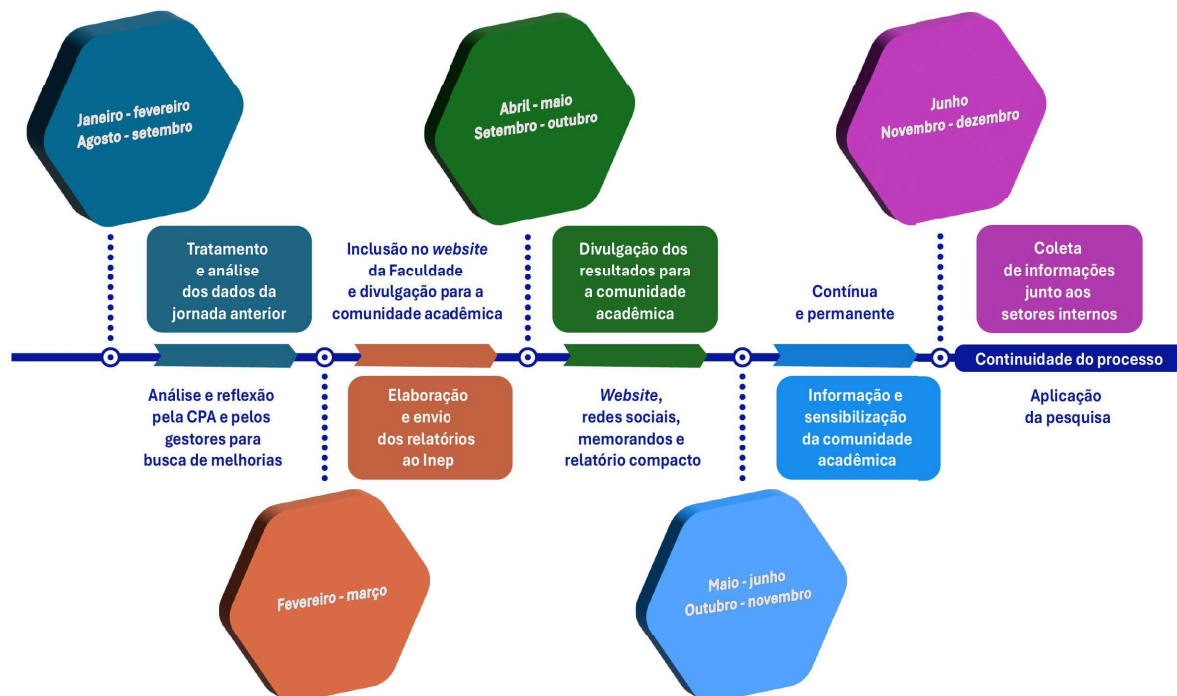 Janeiro - fevereiro
Agosto - setembro
Tratamento
e análise
dos dados da
jornada anterior
Análise e reflexão
pela CPA e pelos
gestores para
busca de melhorias
Fevereiro - março
Inclusão no website
da Faculdade
e divulgação para a
comunidade acadêmica
Elaboração
e envio
dos relatórios
ao Inep
Abril - maio
Setembro - outubro
Divulgação dos
resultados para
a comunidade
acadêmica
Website,
redes sociais,
memorandos e
relatório compacto
Maio - junho
Outubro - novembro
Contínua
e permanente
Informação e
sensibilização
da comunidade
acadêmica
Junho
Novembro - dezembro
Coleta
de informações
junto aos
setores internos
Continuidade do processo
Aplicação
da pesquisa